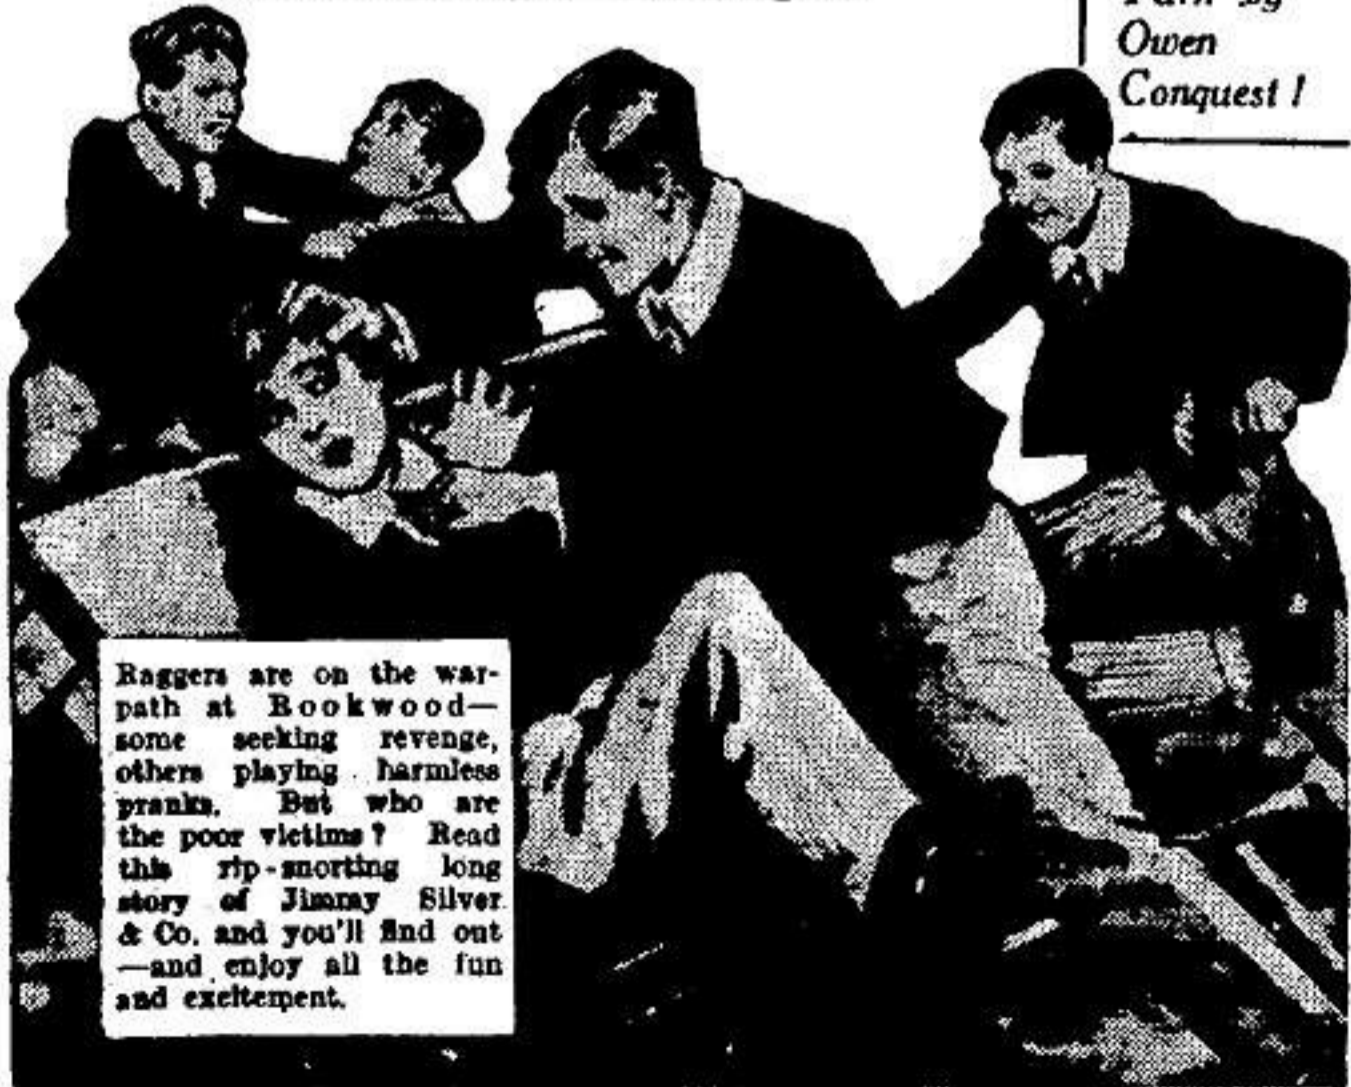 by
Owen
Conquest!
Raggers are on the war-
path at Rookwood—
some seeking revenge,
others playing harmless
pranks. But who are
the poor victims? Read
this rip-snorting long
story of Jimmy Silver
& Co. and you'll find out
—and enjoy all the fun
and excitement.